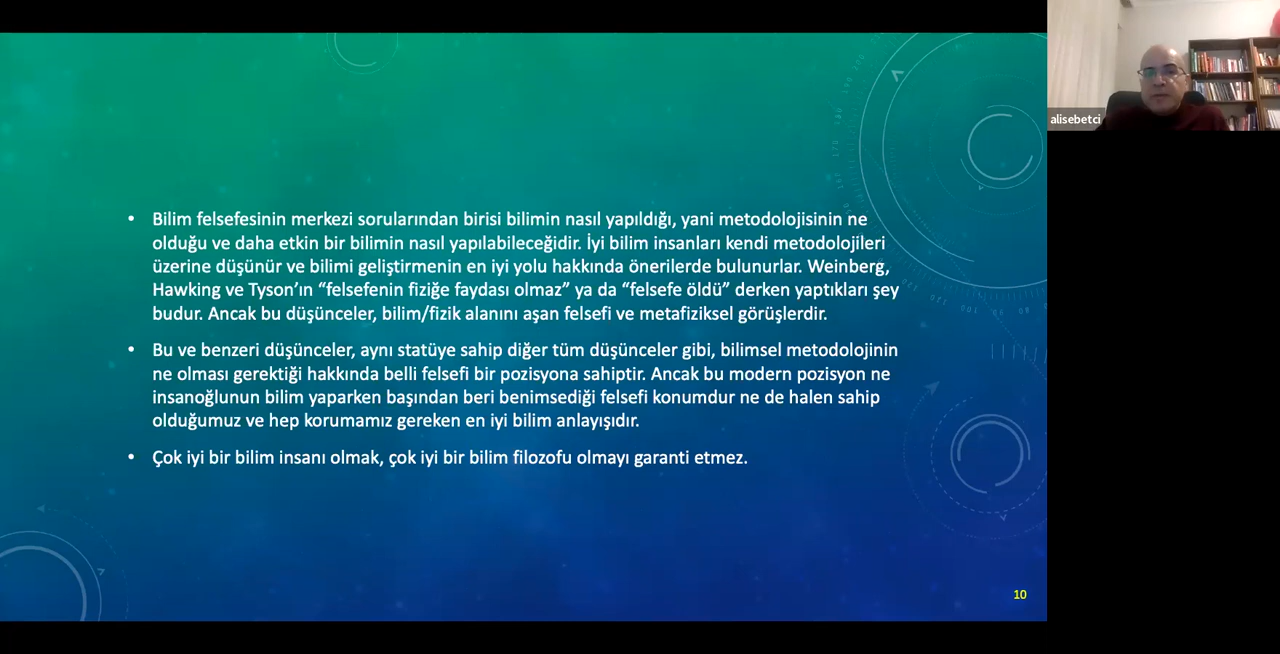 • Bilim felsefesinin merkezi sorularından birisi bilimin nasıl yapıldığı, yani metodolojisinin ne
olduğu ve daha etkin bir bilimin nasıl yapılabileceğidir. İyi bilim insanları kendi metodolojileri
üzerine düşünür ve bilimi geliştirmenin en iyi yolu hakkında önerilerde bulunurlar. Weinberg,
Hawking ve Tyson’ın “felsefenin fiziğe faydası olmaz” ya da “felsefe öldü” derken yaptıkları şey
budur. Ancak bu düşünceler, bilim/fizik alanını aşan felsefi ve metafiziksel görüşlerdir.
• Bu ve benzeri düşünceler, aynı statüye sahip diğer tüm düşünceler gibi, bilimsel metodolojinin
ne olması gerektiği hakkında belli felsefi bir pozisyona sahiptir. Ancak bu modern pozisyon ne
insanoğlunun bilim yaparken başından beri benimsediği felsefi konumdur ne de halen sahip
olduğumuz ve hep korumamız gereken en iyi bilim anlayışıdır.
• Çok iyi bir bilim insanı olmak, çok iyi bir bilim filozofu olmayı garanti etmez.
10
alisebetci